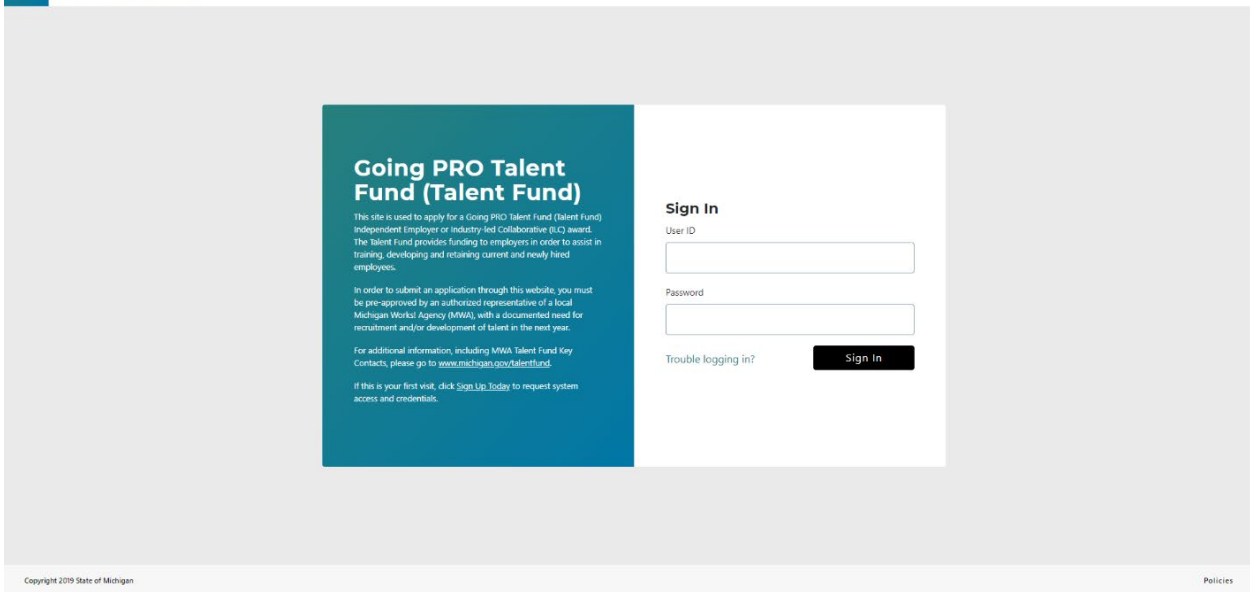 Going PRO Talent
Fund (Talent Fund)
This site is used to apply for a Going PRO Talent Fund (Talent Fund)
Independent Employer or Industry-led Collaborative (ILC) award.
The Talent Fund provides funding to employers in order to assist in
training, developing and retaining current and newly hired
employees.
In order to submit an application through this website, you must
be pre-approved by an authorized representative of a local
Michigan Works! Agency (MWA), with a documented need for
recruitment and/or development of talent in the next year.
For additional information, including MWA Talent Fund Key
Contacts, please go to www.michigan.gov/talentfund.
If this is your first visit, click Sign Up Today to request system
access and credentials.
Sign In
User ID
Password
Trouble logging in?
Sign In
Copyright 2019 State of Michigan
Policies